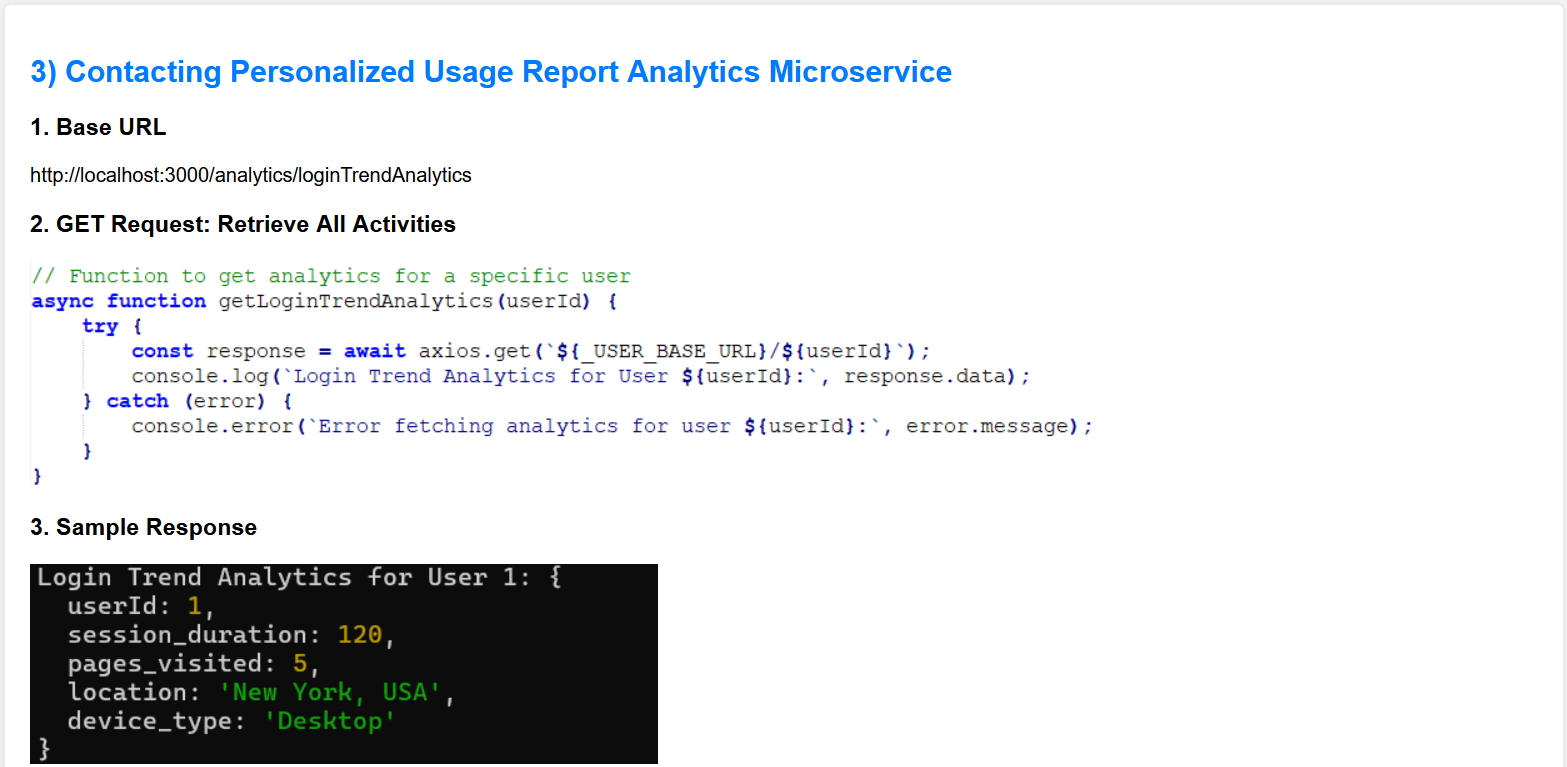 3) Contacting Personalized Usage Report Analytics Microservice
1. Base URL
http://localhost:3000/analytics/loginTrendAnalytics
2. GET Request: Retrieve All Activities
// Function to get analytics for a specific user
async function getLoginTrendAnalytics(userId) {
    try {
        const response = await axios.get(`${_USER_BASE_URL}/${userId}`);
        console.log(`Login Trend Analytics for User ${userId}:`, response.data);
    } catch (error) {
        console.error(`Error fetching analytics for user ${userId}:`, error.message);
    }
}
3. Sample Response
Login Trend Analytics for User 1: {
  userId: 1,
  session_duration: 120,
  pages_visited: 5,
  location: 'New York, USA',
  device_type: 'Desktop'
}